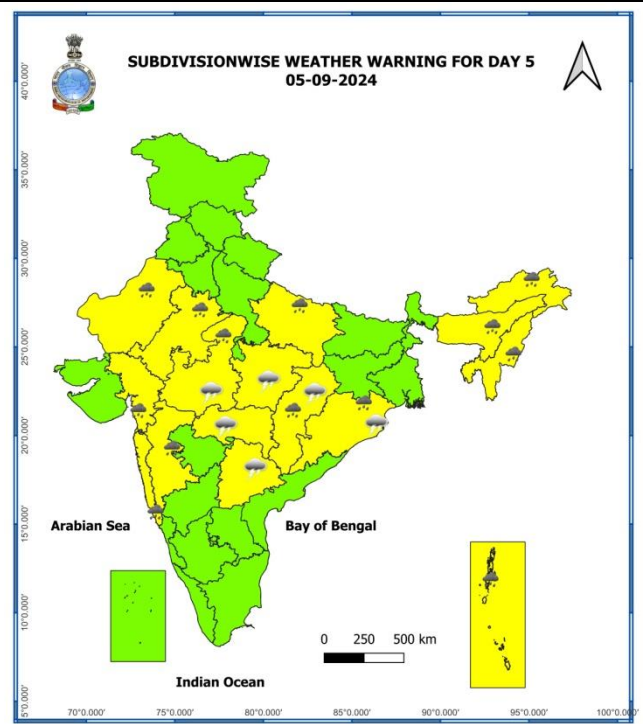 SUBDIVISIONWISE WEATHER WARNING FOR DAY 5
05-09-2024
40°0.000'
35°0.000'
30°0.000'
25°0.000'
20°0.000'
15°0.000'
10°0.000'
5°0.000'
Arabian Sea
Bay of Bengal
0 250 500 km
Indian Ocean
70°0.000' 75°0.000' 80°0.000' 85°0.000' 90°0.000' 95°0.000' 100°0.000'